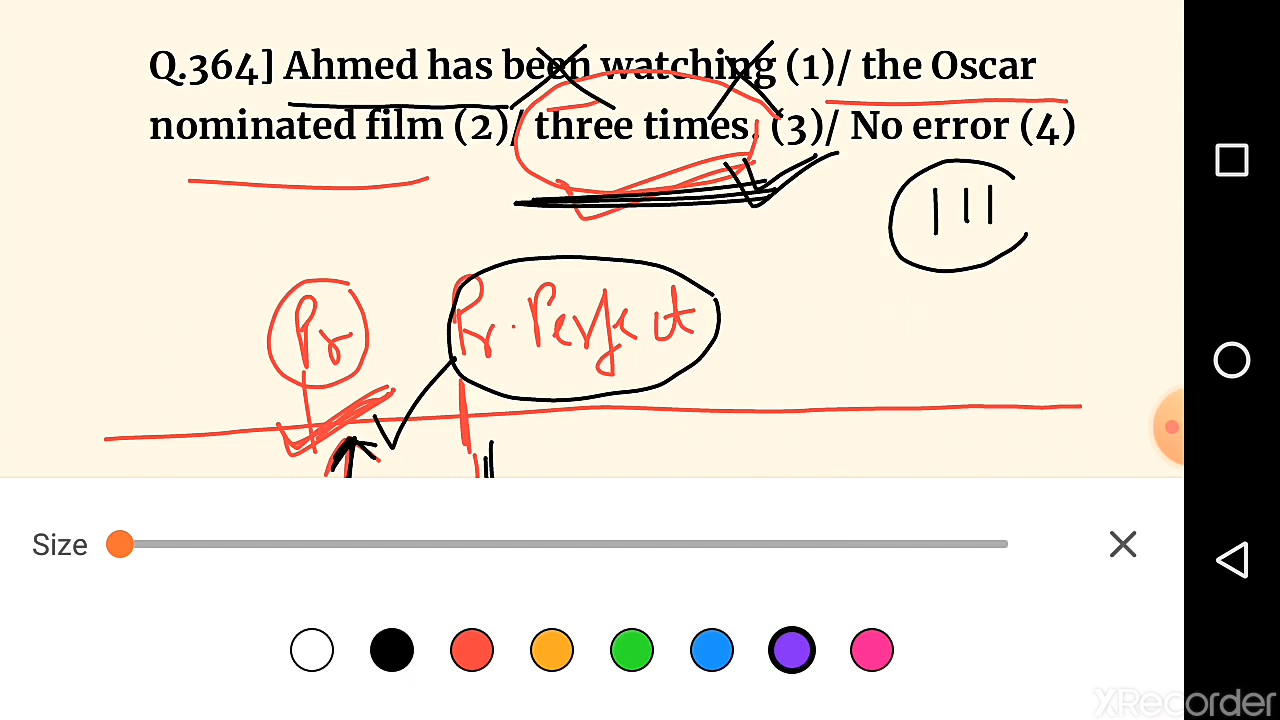 Q.364] Ahmed has been watching (1)/ the Oscar
nominated film (2)/ three times. (3)/ No error (4)
Pr
Pr. Perfect
Size
XRecorder